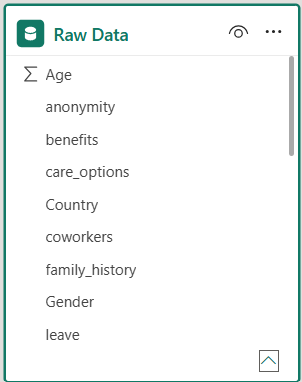 Raw Data
Age
anonymity
benefits
care_options
Country
coworkers
family_history
Gender
leave